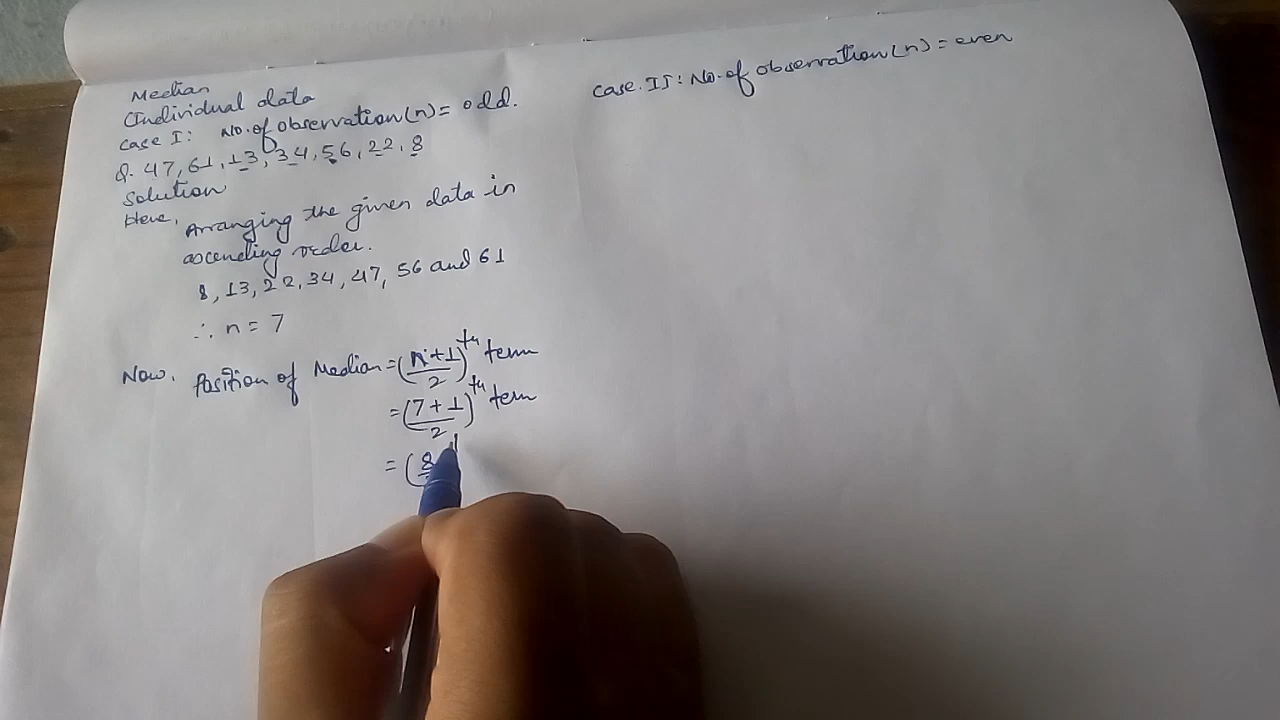 Median
(Individual data
Case I: No. of observation (n) = odd.
Q. 47, 61, 13, 34, 56, 22, 8
Solution
Here, Arranging the given data in
ascending order.
8, 13, 22, 34, 47, 56 and 61
∴ n = 7
Now, Position of Median = (n+1/2)th term
= (7+1/2)th term
= (8
Case. II: No. of observation (n) = even